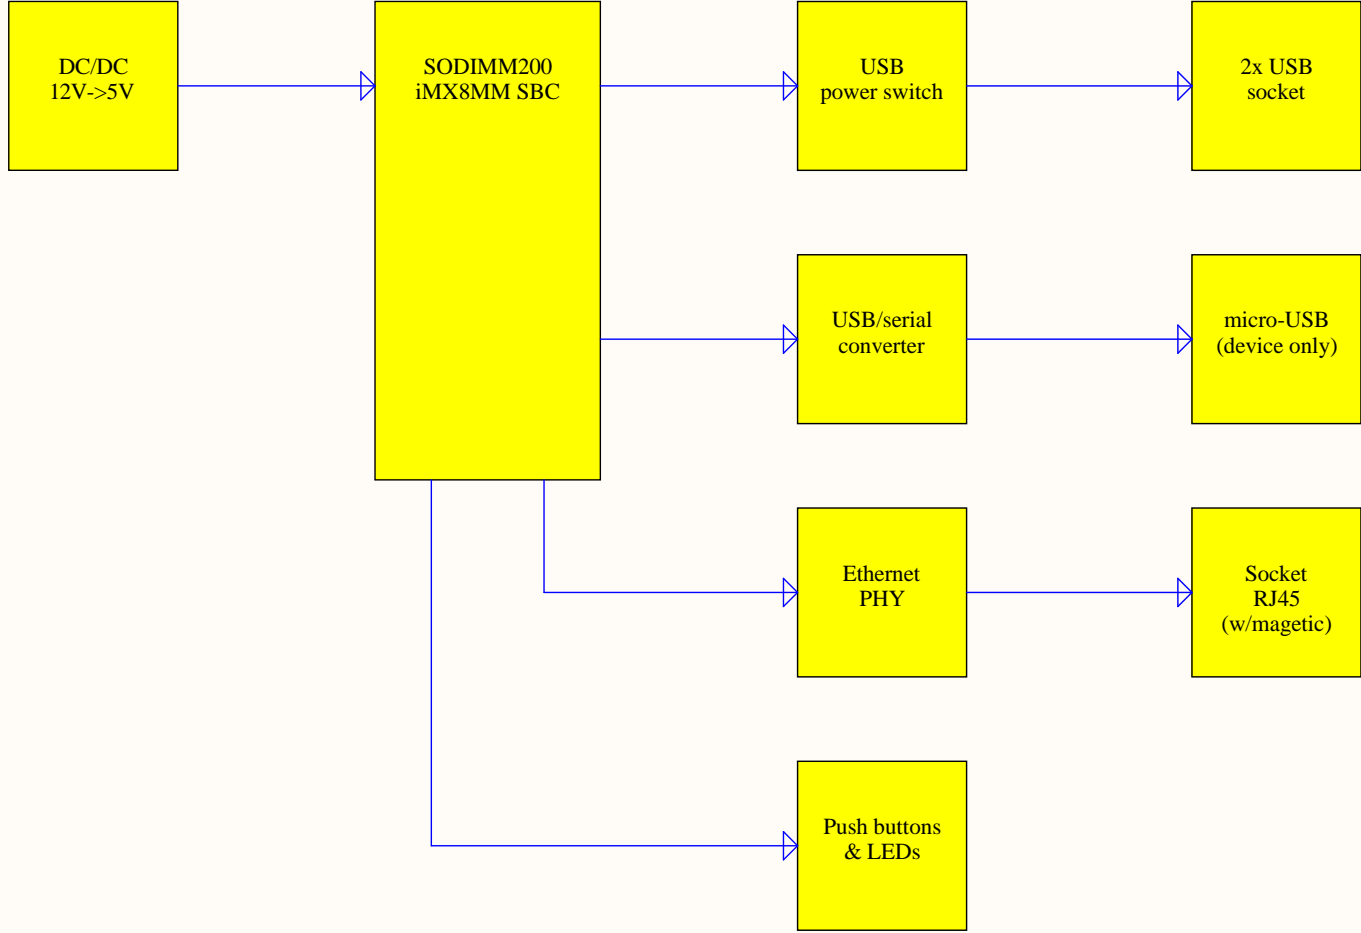 DC/DC
12V->5V
SODIMM200
iMX8MM SBC
USB
power switch
2x USB
socket
USB/serial
converter
micro-USB
(device only)
Ethernet
PHY
Socket
RJ45
(w/magetic)
Push buttons
& LEDs